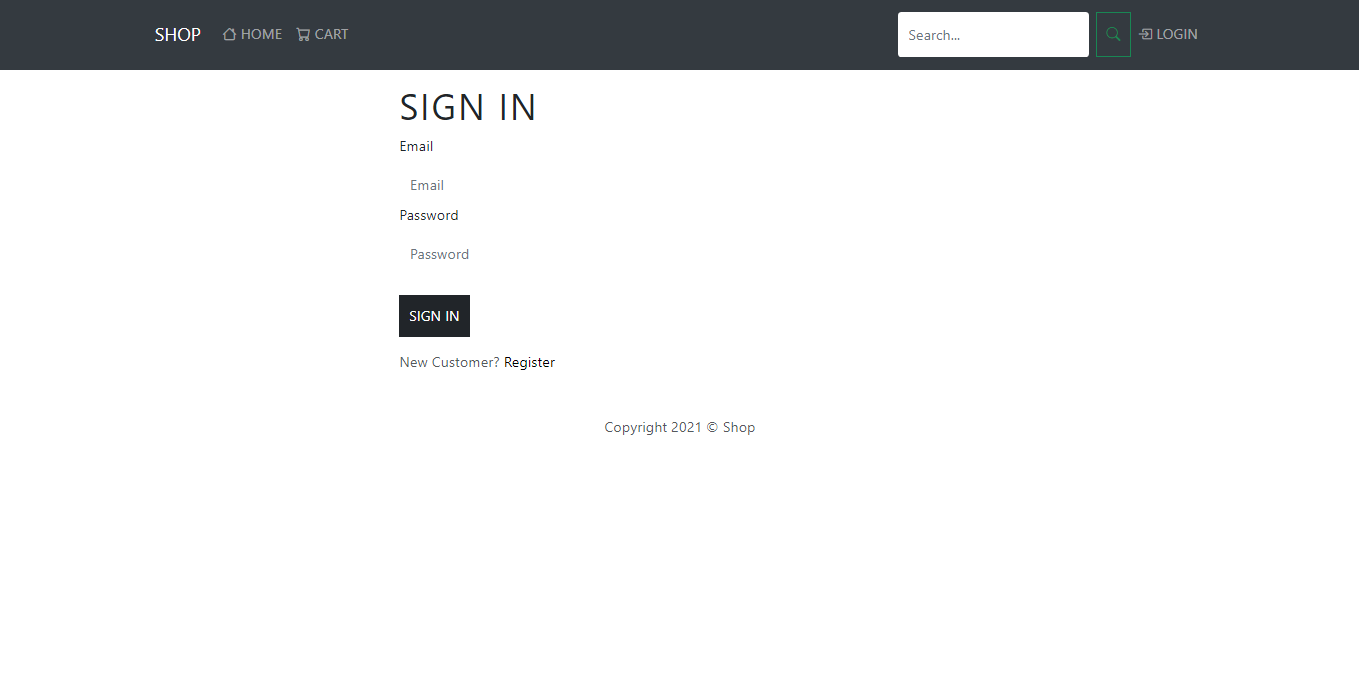 SHOP HOME CART Search... LOGIN
SIGN IN
Email
Email
Password
Password
SIGN IN
New Customer? Register
Copyright 2021 © Shop